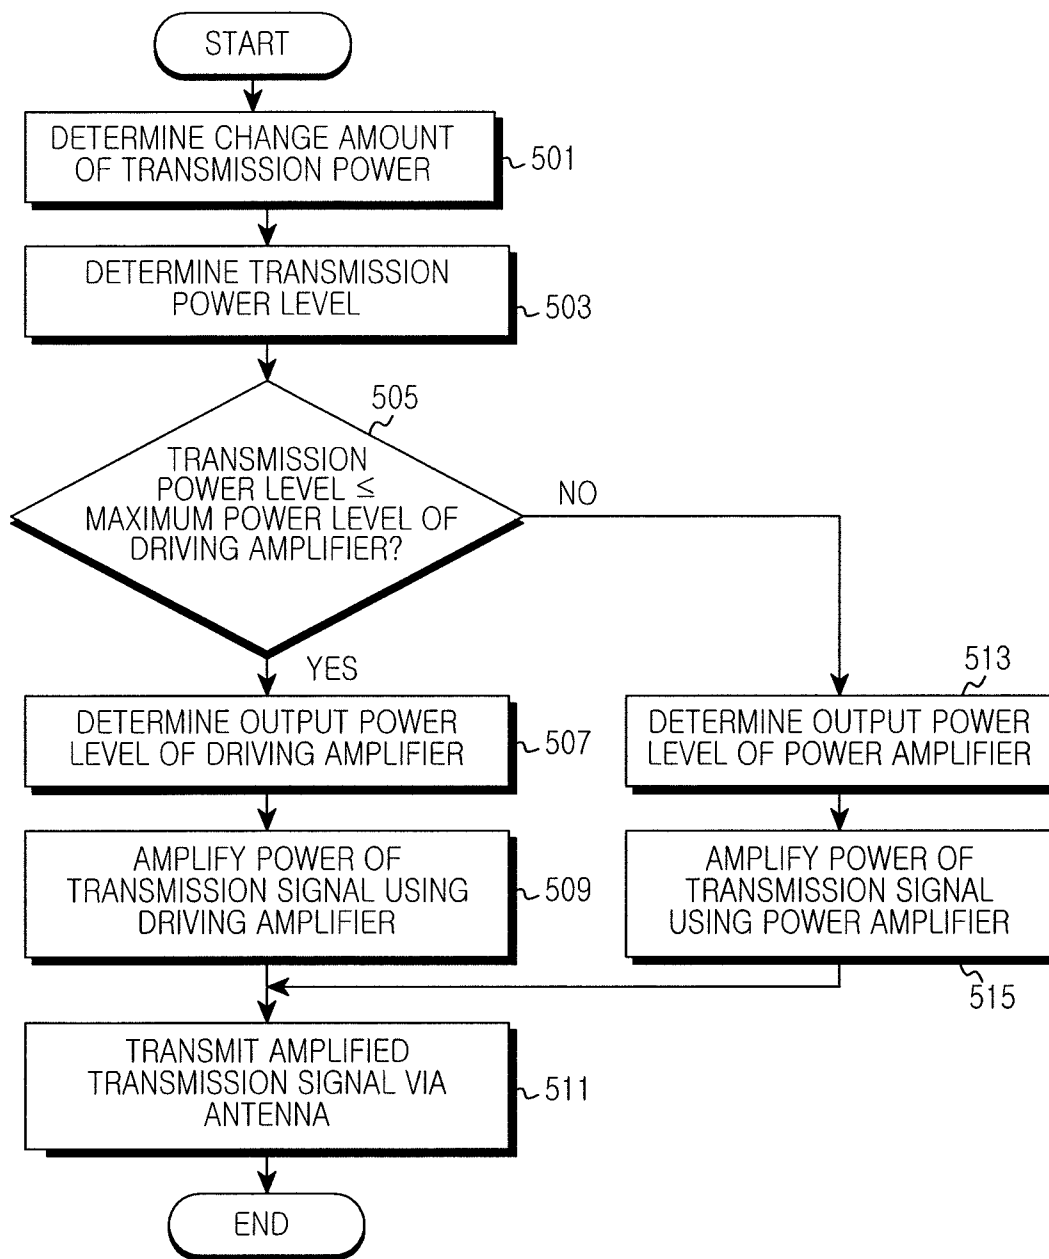 START
DETERMINE CHANGE AMOUNT
OF TRANSMISSION POWER
501
DETERMINE TRANSMISSION
POWER LEVEL
503
505
TRANSMISSION
POWER LEVEL ≤
MAXIMUM POWER LEVEL OF
DRIVING AMPLIFIER?
NO
YES
DETERMINE OUTPUT POWER
LEVEL OF DRIVING AMPLIFIER
507
513
DETERMINE OUTPUT POWER
LEVEL OF POWER AMPLIFIER
AMPLIFY POWER OF
TRANSMISSION SIGNAL USING
DRIVING AMPLIFIER
509
AMPLIFY POWER OF
TRANSMISSION SIGNAL
USING POWER AMPLIFIER
515
TRANSMIT AMPLIFIED
TRANSMISSION SIGNAL VIA
ANTENNA
511
END